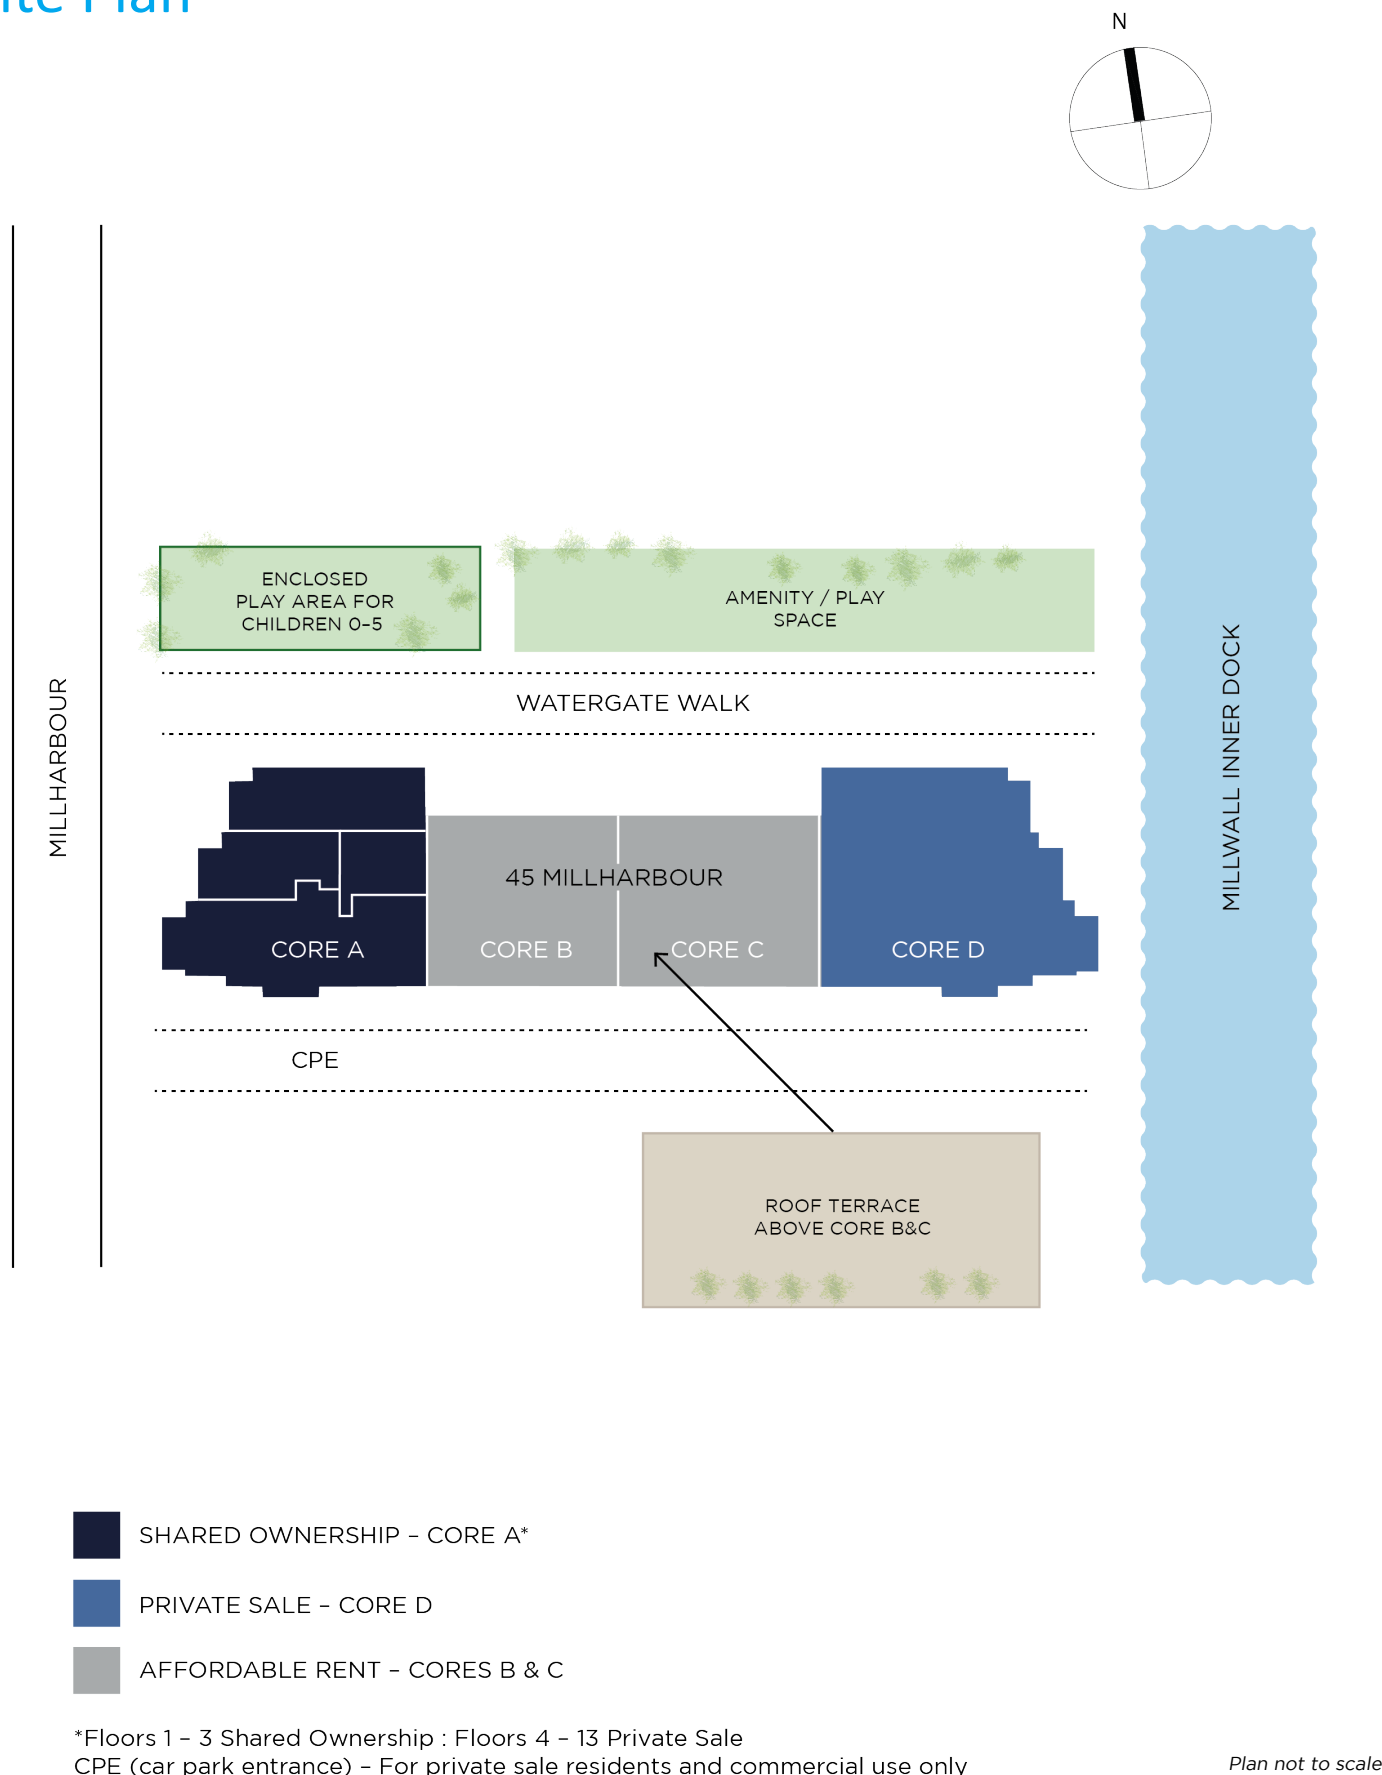 Plan
N
ENCLOSED
PLAY AREA FOR
CHILDREN 0–5
AMENITY / PLAY
SPACE
WATERGATE WALK
MILLHARBOUR
MILLWALL INNER DOCK
45 MILLHARBOUR
CORE A
CORE B
CORE C
CORE D
CPE
ROOF TERRACE
ABOVE CORE B&C
SHARED OWNERSHIP – CORE A*
PRIVATE SALE – CORE D
AFFORDABLE RENT – CORES B & C
*Floors 1 – 3 Shared Ownership : Floors 4 – 13 Private Sale
CPE (car park entrance) – For private sale residents and commercial use only
Plan not to scale